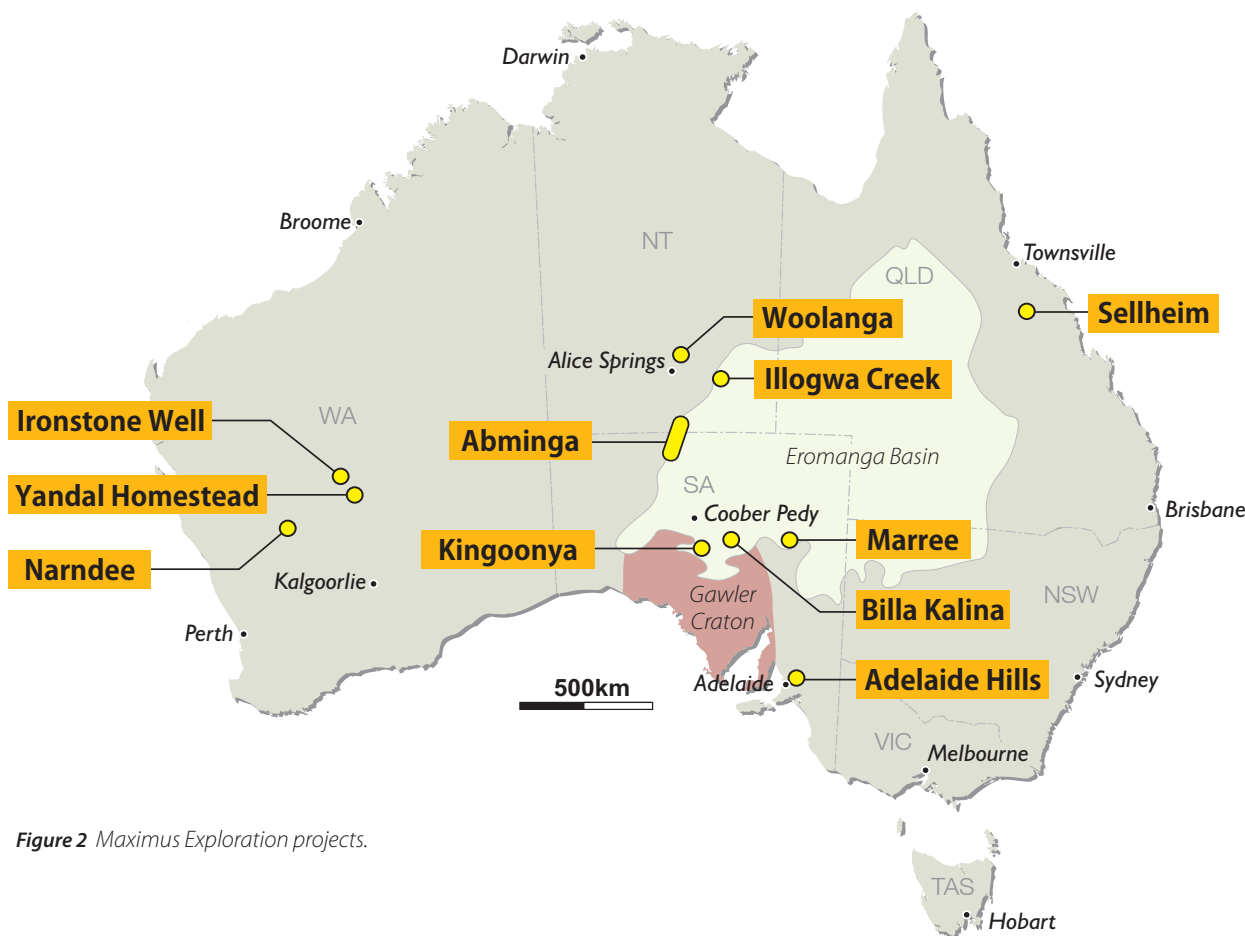 Darwin
Broome
NT
Townsville
QLD
Woolanga
Sellheim
Alice Springs
Illogwa Creek
WA
Ironstone Well
Abminga
Eromanga Basin
Yandal Homestead
SA
Coober Pedy
Brisbane
Kingoonya
Marree
Narndee
Kalgoorlie
Gawler
Craton
Billa Kalina
NSW
Perth
500km
Adelaide
Adelaide Hills
Sydney
VIC
Melbourne
Figure 2 Maximus Exploration projects.
TAS
Hobart